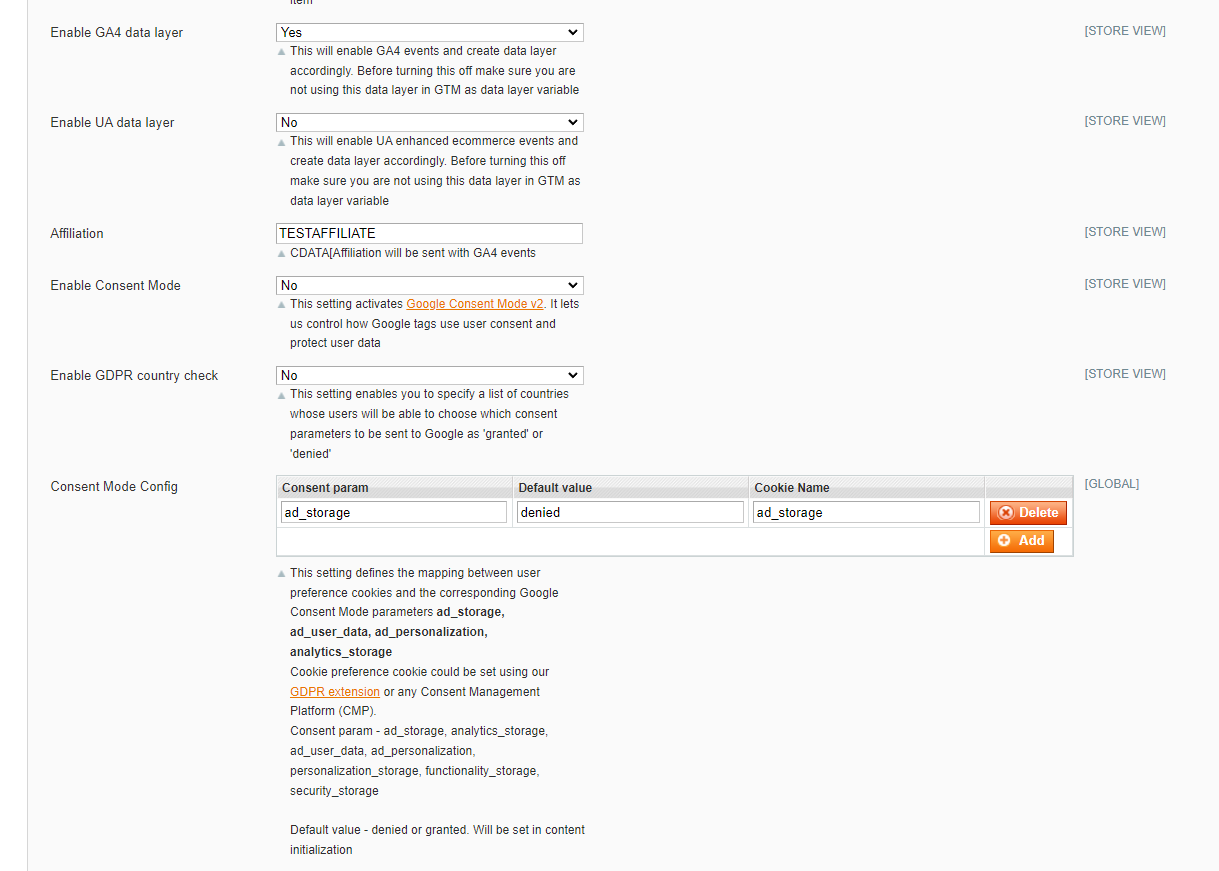 item
Enable GA4 data layer
Yes
[STORE VIEW]
This will enable GA4 events and create data layer
accordingly. Before turning this off make sure you are
not using this data layer in GTM as data layer variable
Enable UA data layer
No
[STORE VIEW]
This will enable UA enhanced ecommerce events and
create data layer accordingly. Before turning this off
make sure you are not using this data layer in GTM as
data layer variable
Affiliation
TESTAFFILIATE
[STORE VIEW]
CDATA[Affiliation will be sent with GA4 events
Enable Consent Mode
No
[STORE VIEW]
This setting activates Google Consent Mode v2. It lets
us control how Google tags use user consent and
protect user data
Enable GDPR country check
No
[STORE VIEW]
This setting enables you to specify a list of countries
whose users will be able to choose which consent
parameters to be sent to Google as 'granted' or
'denied'
Consent Mode Config
Consent param Default value Cookie Name
[GLOBAL]
ad_storage denied ad_storage Delete
Add
This setting defines the mapping between user
preference cookies and the corresponding Google
Consent Mode parameters ad_storage,
ad_user_data, ad_personalization,
analytics_storage
Cookie preference cookie could be set using our
GDPR extension or any Consent Management
Platform (CMP).
Consent param - ad_storage, analytics_storage,
ad_user_data, ad_personalization,
personalization_storage, functionality_storage,
security_storage
Default value - denied or granted. Will be set in content
initialization